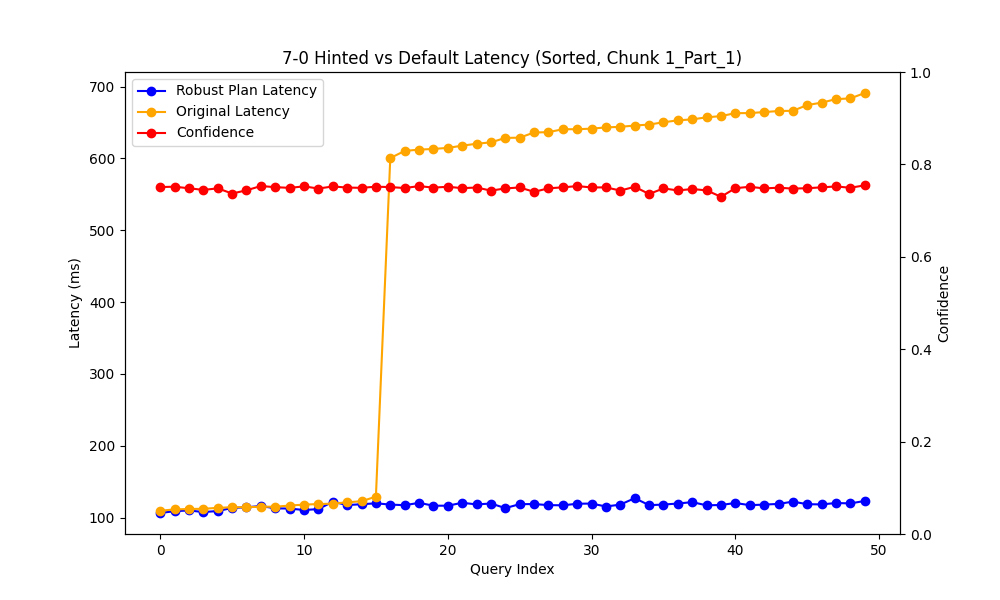 7-0 Hinted vs Default Latency (Sorted, Chunk 1_Part_1)
Robust Plan Latency
Original Latency
Confidence
700
600
500
400
300
200
100
Latency (ms)
1.0
0.8
0.6
0.4
0.2
0.0
Confidence
0 10 20 30 40 50
Query Index